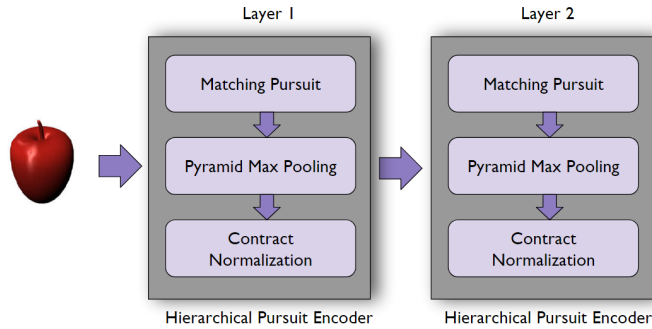 Layer 1
Layer 2
Matching Pursuit
Pyramid Max Pooling
Contract
Normalization
Matching Pursuit
Pyramid Max Pooling
Contract
Normalization
Hierarchical Pursuit Encoder
Hierarchical Pursuit Encoder